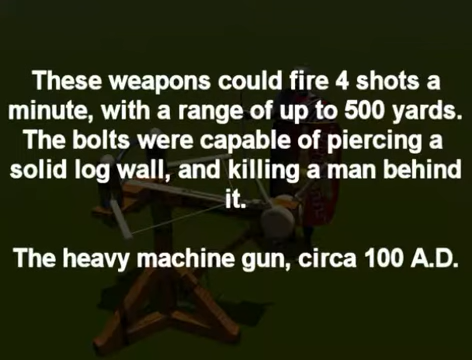 These weapons could fire 4 shots a
minute, with a range of up to 500 yards.
The bolts were capable of piercing a
solid log wall, and killing a man behind
it.
The heavy machine gun, circa 100 A.D.